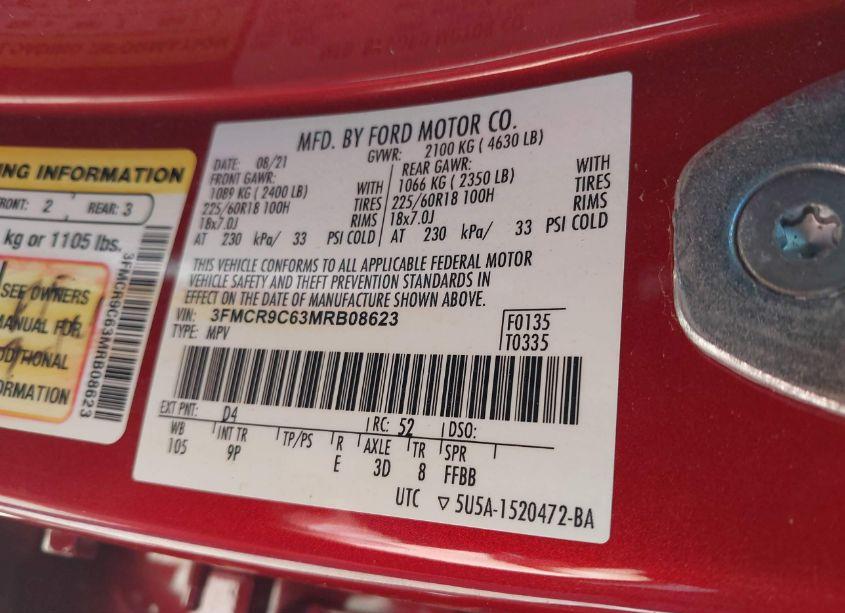 ING INFORMATION
FRONT: 2 REAR: 3
kg or 1105 lbs.
SEE OWNERS
MANUAL FOR
ADDITIONAL
FORMATION
3FMCR9C63MRB08623
MFD. BY FORD MOTOR CO.
DATE: 08/21 GVWR: 2100 KG ( 4630 LB)
FRONT GAWR: REAR GAWR:
1089 KG ( 2400 LB) WITH 1066 KG ( 2350 LB) WITH
225/60R18 100H TIRES 225/60R18 100H TIRES
18x7.0J RIMS 18x7.0J RIMS
AT 230 kPa/ 33 PSI COLD AT 230 kPa/ 33 PSI COLD
THIS VEHICLE CONFORMS TO ALL APPLICABLE FEDERAL MOTOR
VEHICLE SAFETY AND THEFT PREVENTION STANDARDS IN
EFFECT ON THE DATE OF MANUFACTURE SHOWN ABOVE.
VIN: 3FMCR9C63MRB08623 F0135
TYPE: MPV T0335
EXT PNT: D4 RC: 52 DSO:
WB INT TR TP/PS R AXLE TR SPR
105 9P E 3D 8 FFBB
UTC ▽ 5U5A-1520472-BA